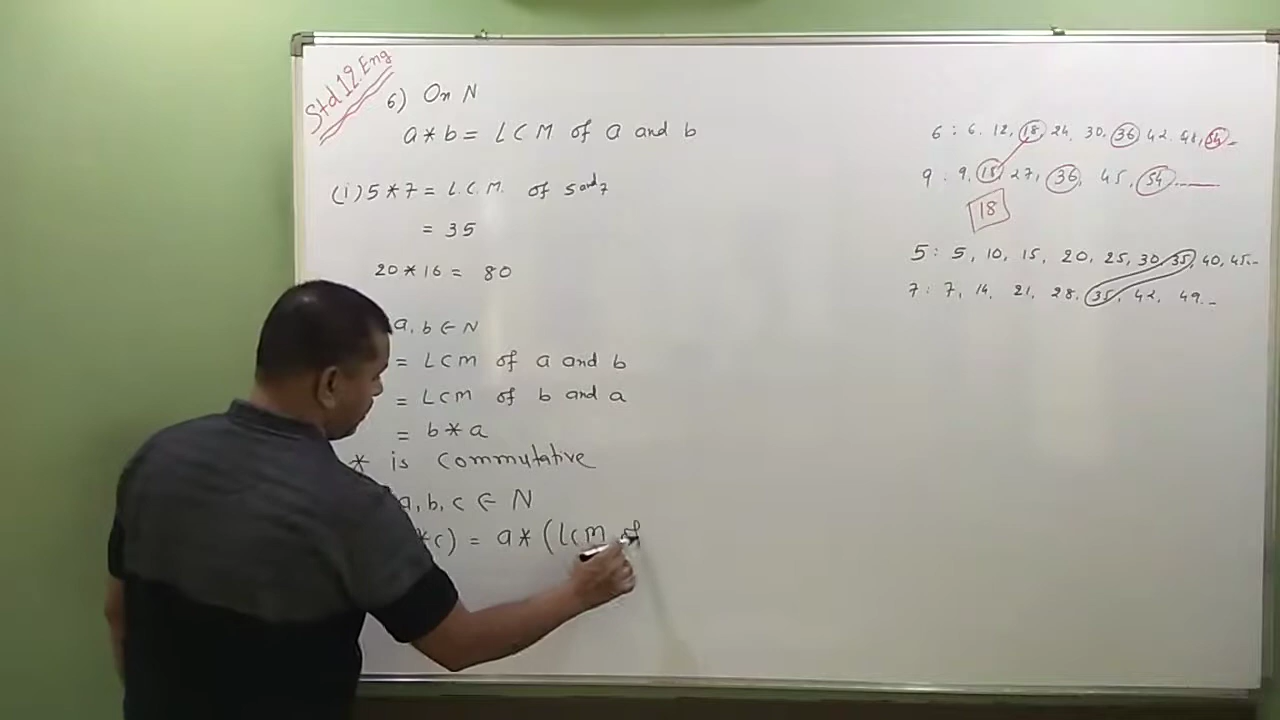 Std 12. Eng
6) On N
a * b = LCM of a and b
(i) 5 * 7 = L.C.M. of 5 and 7
= 35
20 * 16 = 80
a, b ∈ N
= LCM of a and b
= LCM of b and a
= b * a
* is Commutative
a, b, c ∈ N
* c) = a * (LCM of
6 : 6. 12, 18, 24, 30, 36, 42. 48, 54 ..
9 : 9, 18, 27, 36, 45, 54 ........
18
5 : 5, 10, 15, 20, 25, 30, 35, 40, 45...
7 : 7, 14, 21, 28, 35, 42, 49...